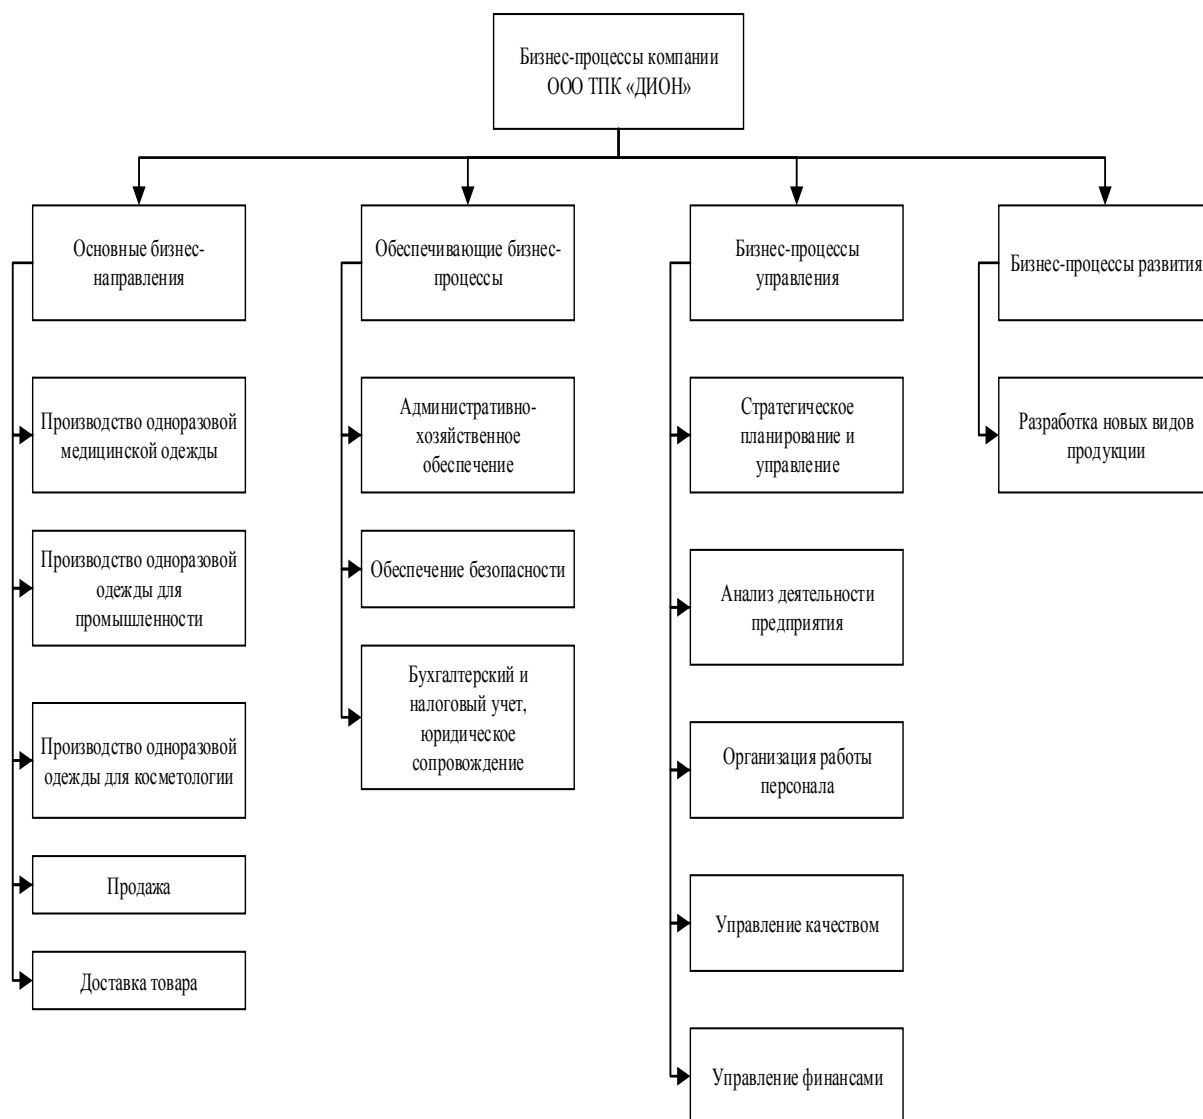 Бизнес-процессы компании
ООО ТПК «ДИОН»
Основные бизнес-
направления
Производство одноразовой
медицинской одежды
Производство одноразовой
одежды для
промышленности
Производство одноразовой
одежды для косметологии
Продажа
Доставка товара
Обеспечивающие бизнес-
процессы
Административно-
хозяйственное
обеспечение
Обеспечение безопасности
Бухгалтерский и
налоговый учет,
юридическое
сопровождение
Бизнес-процессы
управления
Стратегическое
планирование и
управление
Анализ деятельности
предприятия
Организация работы
персонала
Управление качеством
Управление финансами
Бизнес-процессы развития
Разработка новых видов
продукции